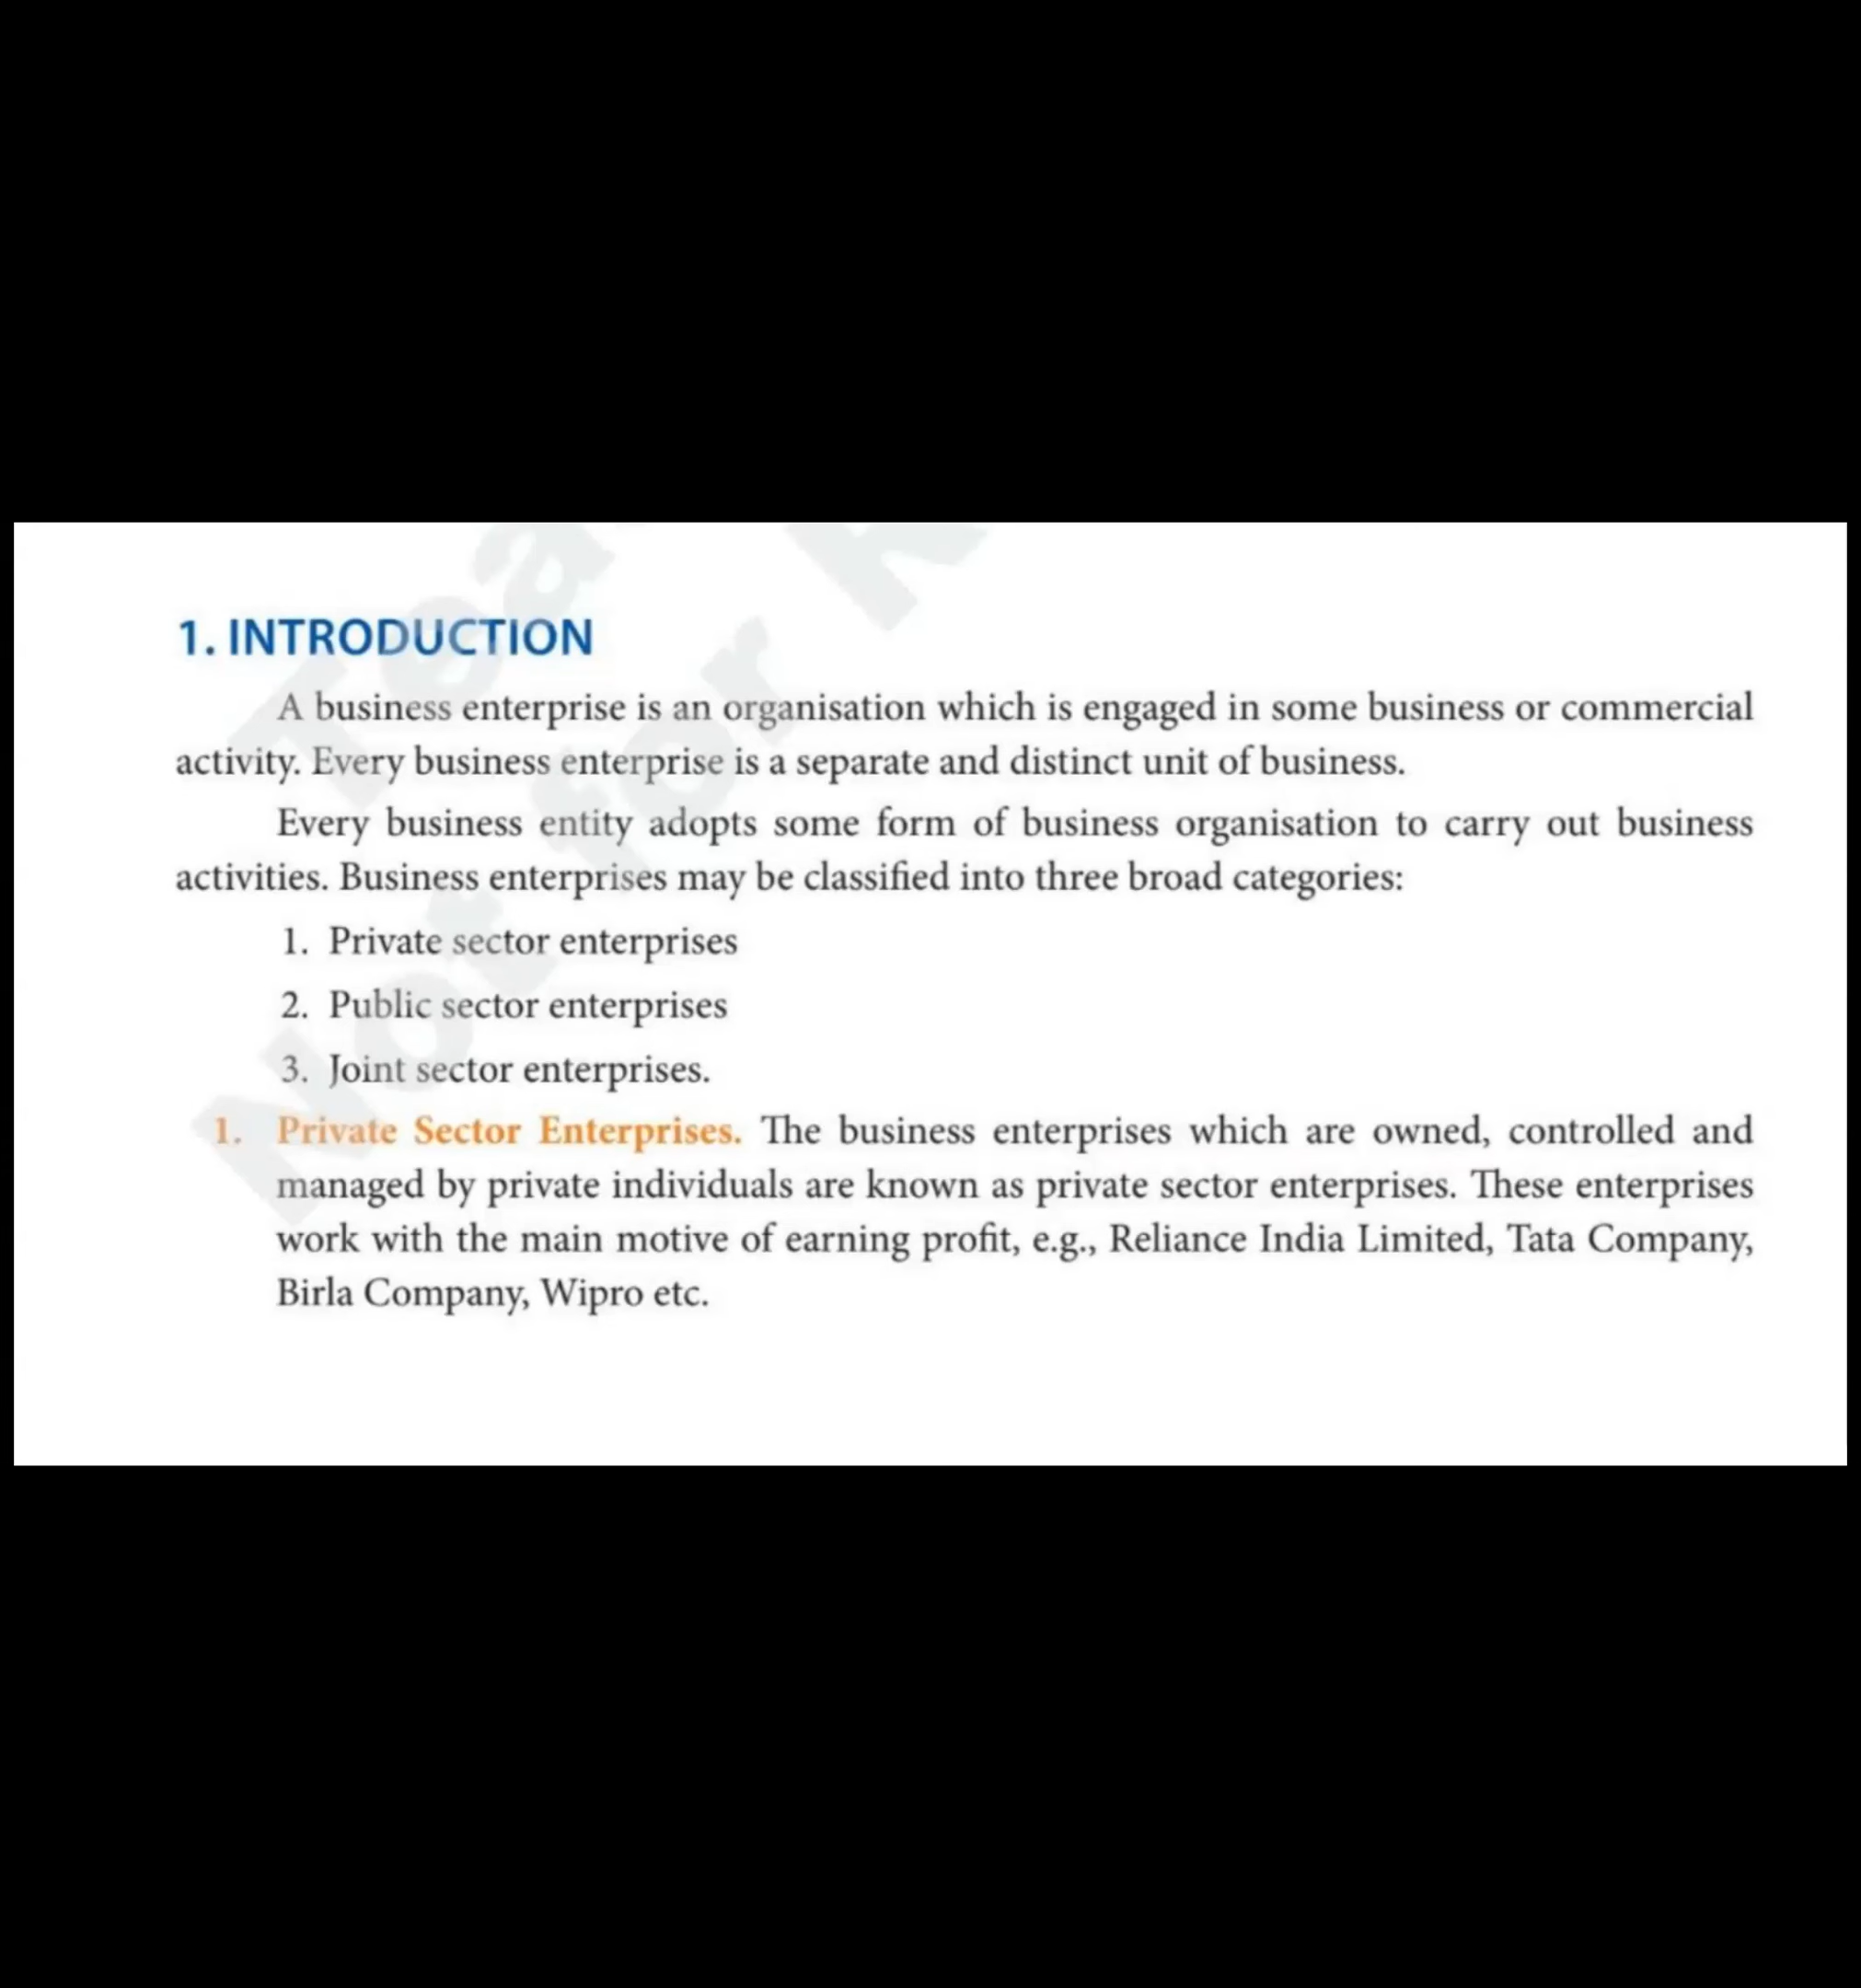 1. INTRODUCTION
A business enterprise is an organisation which is engaged in some business or commercial
activity. Every business enterprise is a separate and distinct unit of business.
Every business entity adopts some form of business organisation to carry out business
activities. Business enterprises may be classified into three broad categories:
1. Private sector enterprises
2. Public sector enterprises
3. Joint sector enterprises.
1. Private Sector Enterprises. The business enterprises which are owned, controlled and
managed by private individuals are known as private sector enterprises. These enterprises
work with the main motive of earning profit, e.g., Reliance India Limited, Tata Company,
Birla Company, Wipro etc.
Not for